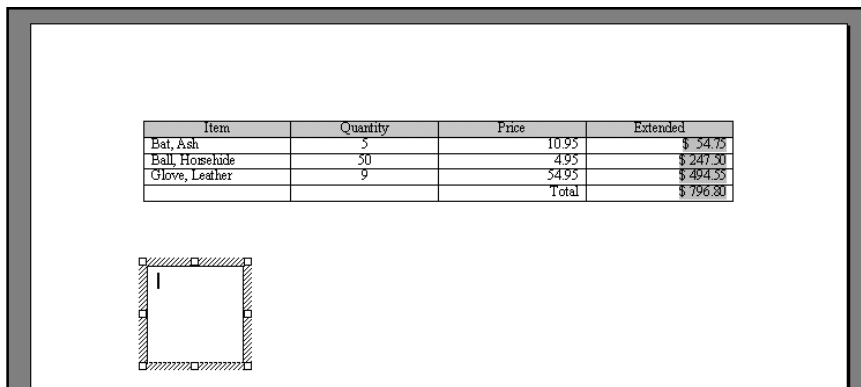 Item Quantity Price Extended
Bat, Ash 5 10.95 $ 54.75
Ball, Horsehide 50 4.95 $ 247.50
Glove, Leather 9 54.95 $ 494.55
Total $ 796.80